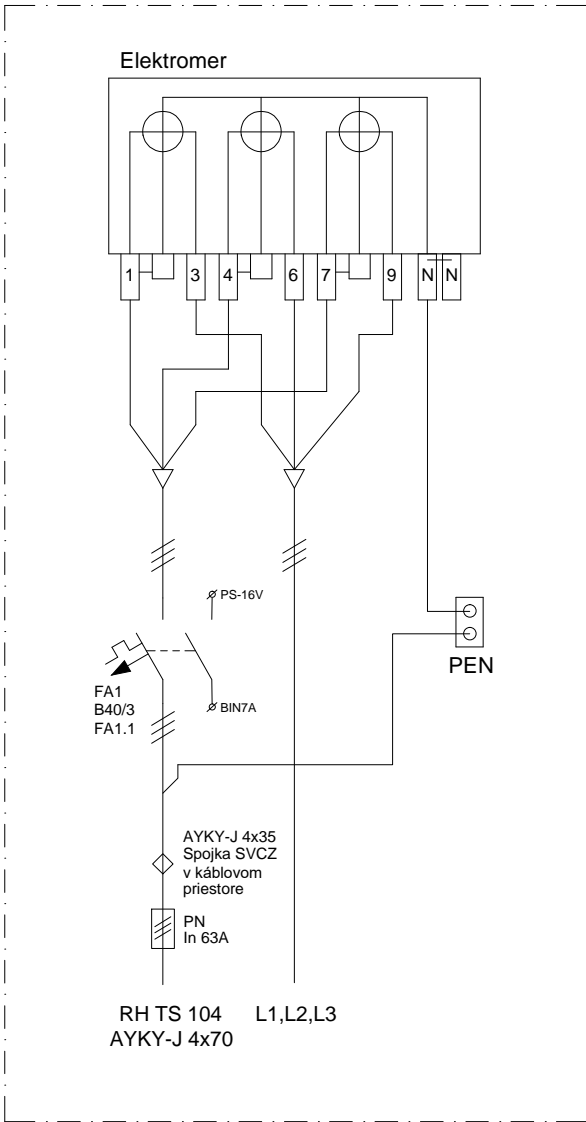 Elektromer
1 3 4 6 7 9 N N
PS-16V
BIN7A
FA1
B40/3
FA1.1
PEN
AYKY-J 4x35
Spojka SVCZ
v káblovom
priestore
PN
In 63A
RH TS 104
AYKY-J 4x70
L1,L2,L3